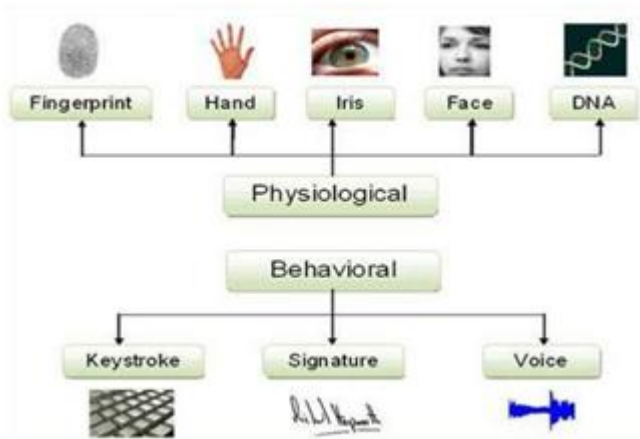 Fingerprint Hand Iris Face DNA
Physiological
Behavioral
Keystroke Signature Voice